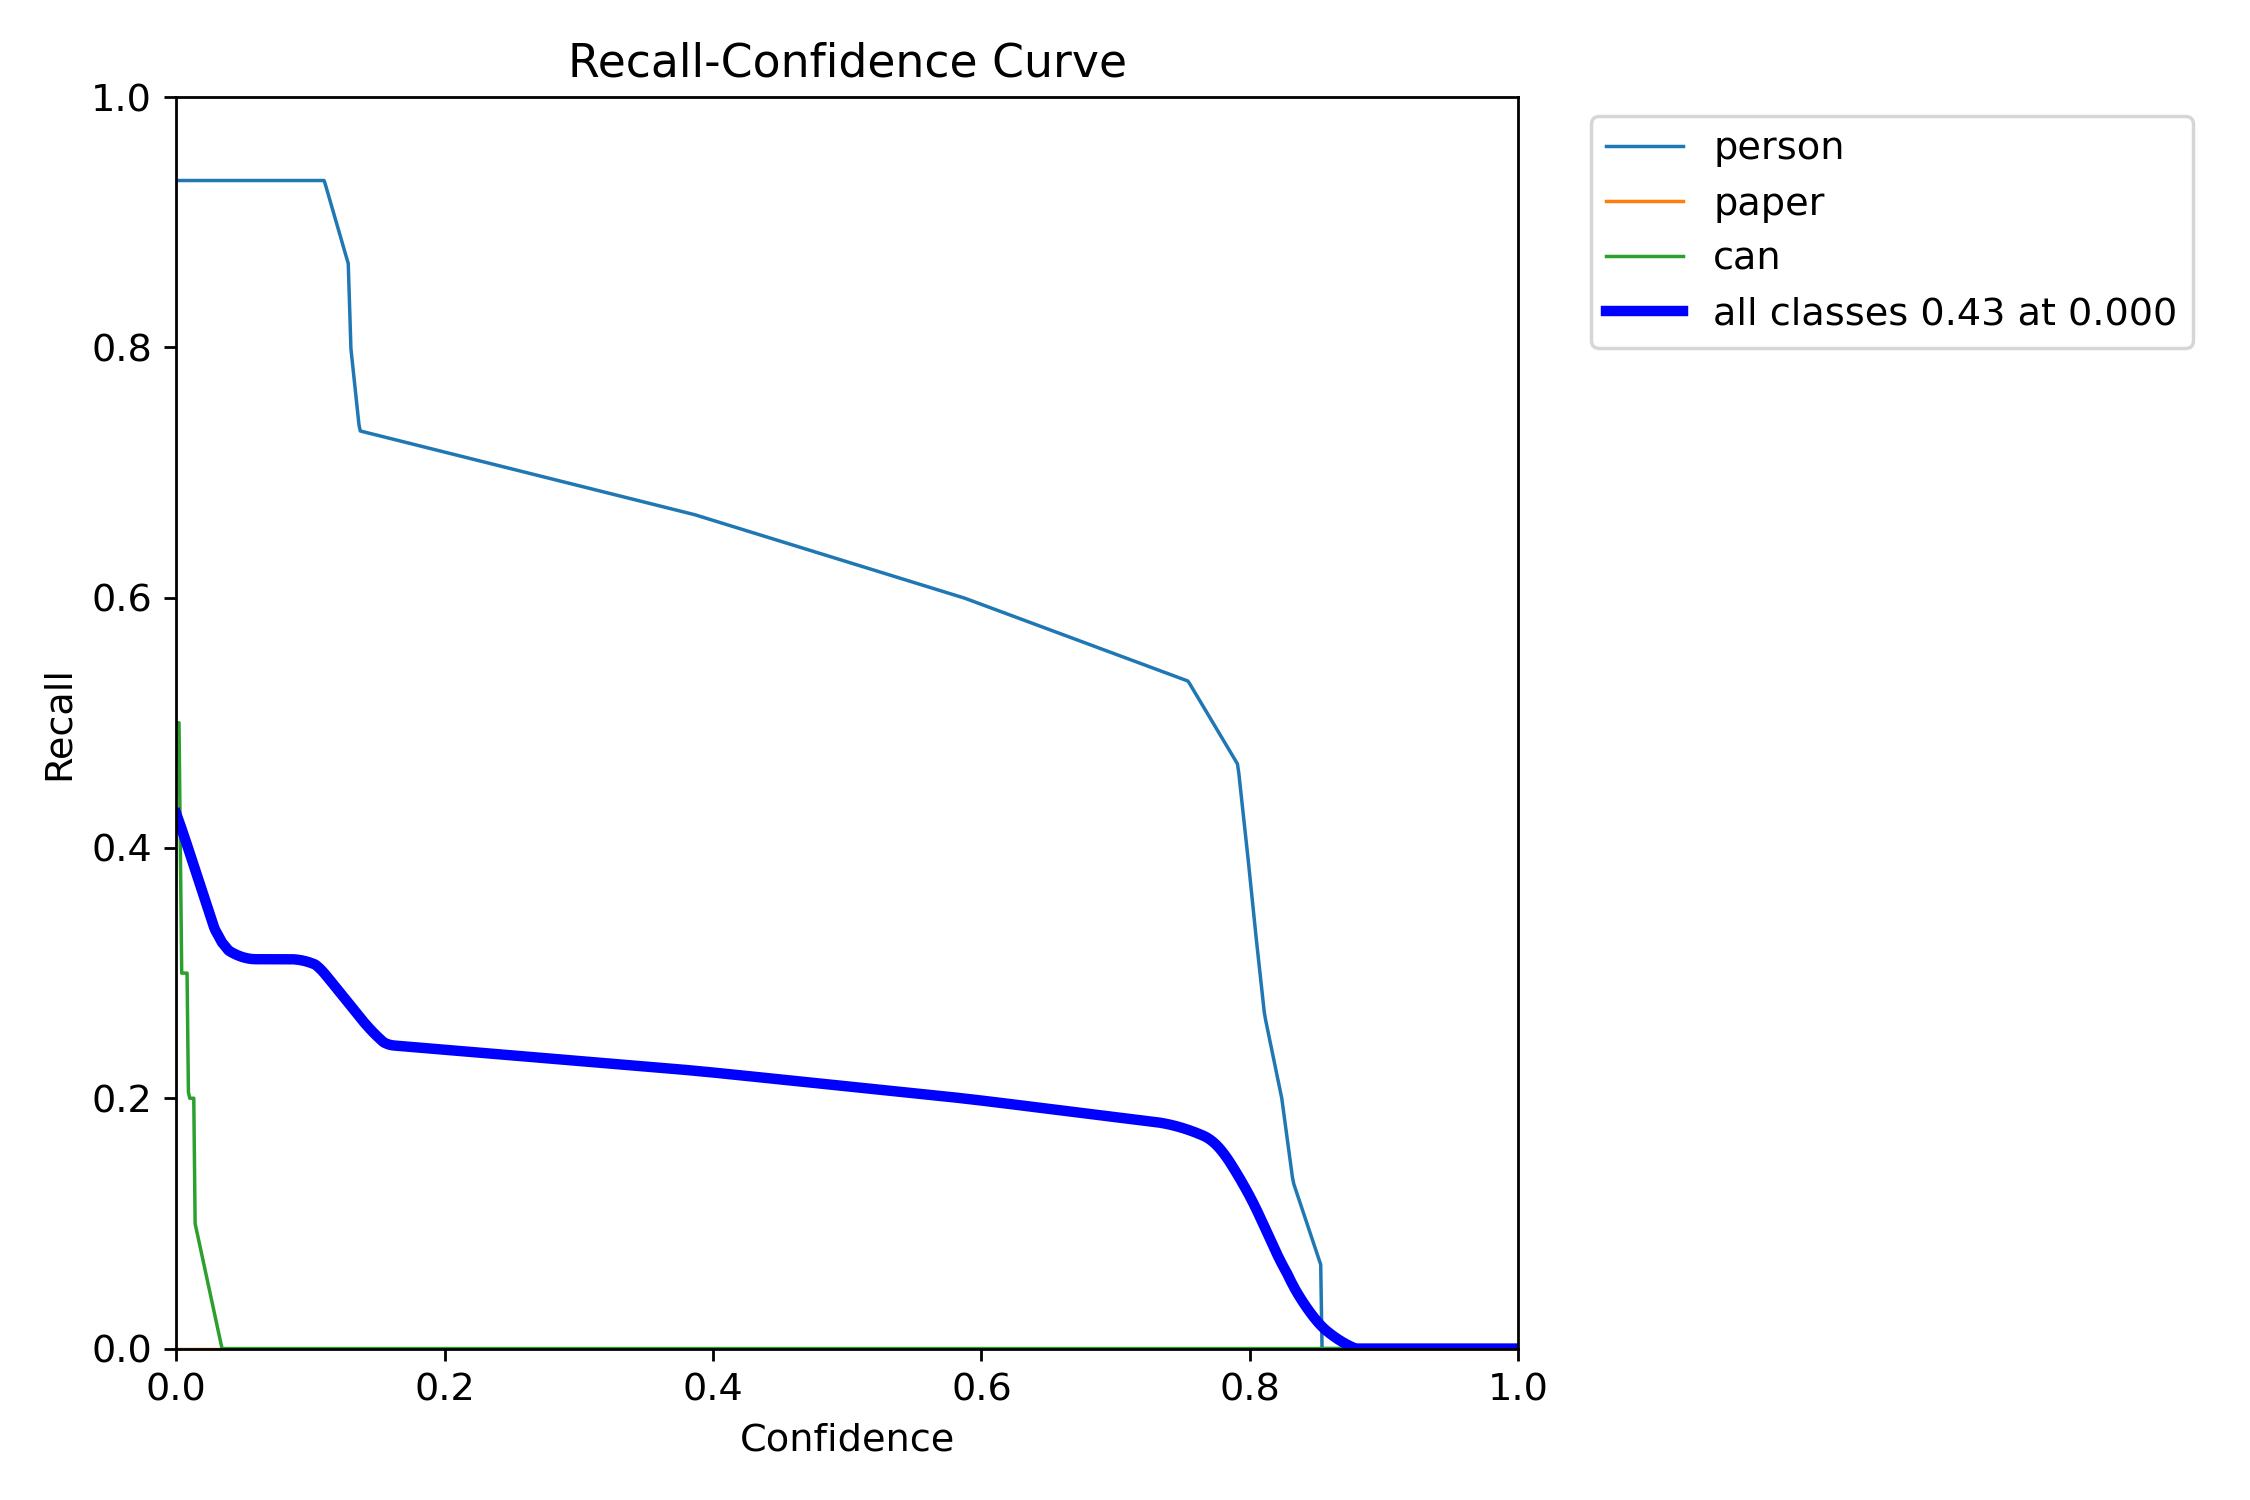 Recall-Confidence Curve
1.0
0.8
0.6
0.4
0.2
0.0
Recall
0.0 0.2 0.4 0.6 0.8 1.0
Confidence
person
paper
can
all classes 0.43 at 0.000